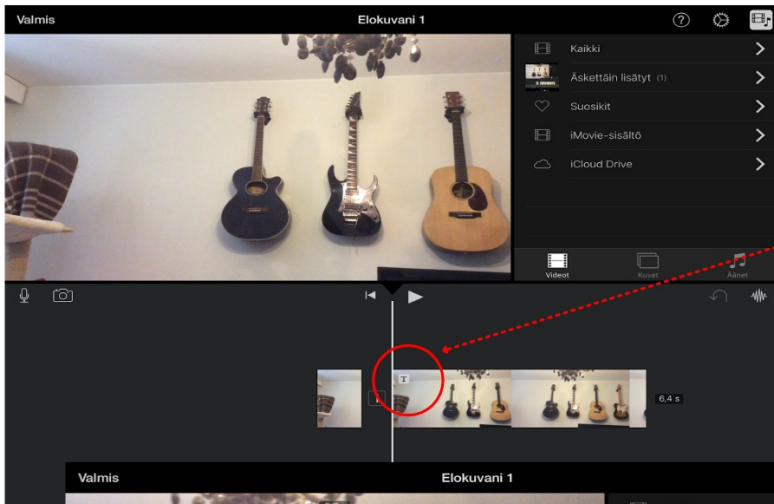 Valmis
Elokuvani 1
?
Kaikki
Äskettäin lisätyt (1)
Suosikit
iMovie-sisältö
iCloud Drive
Videot
Kuvat
Äänet
T
6,4 s
Valmis
Elokuvani 1